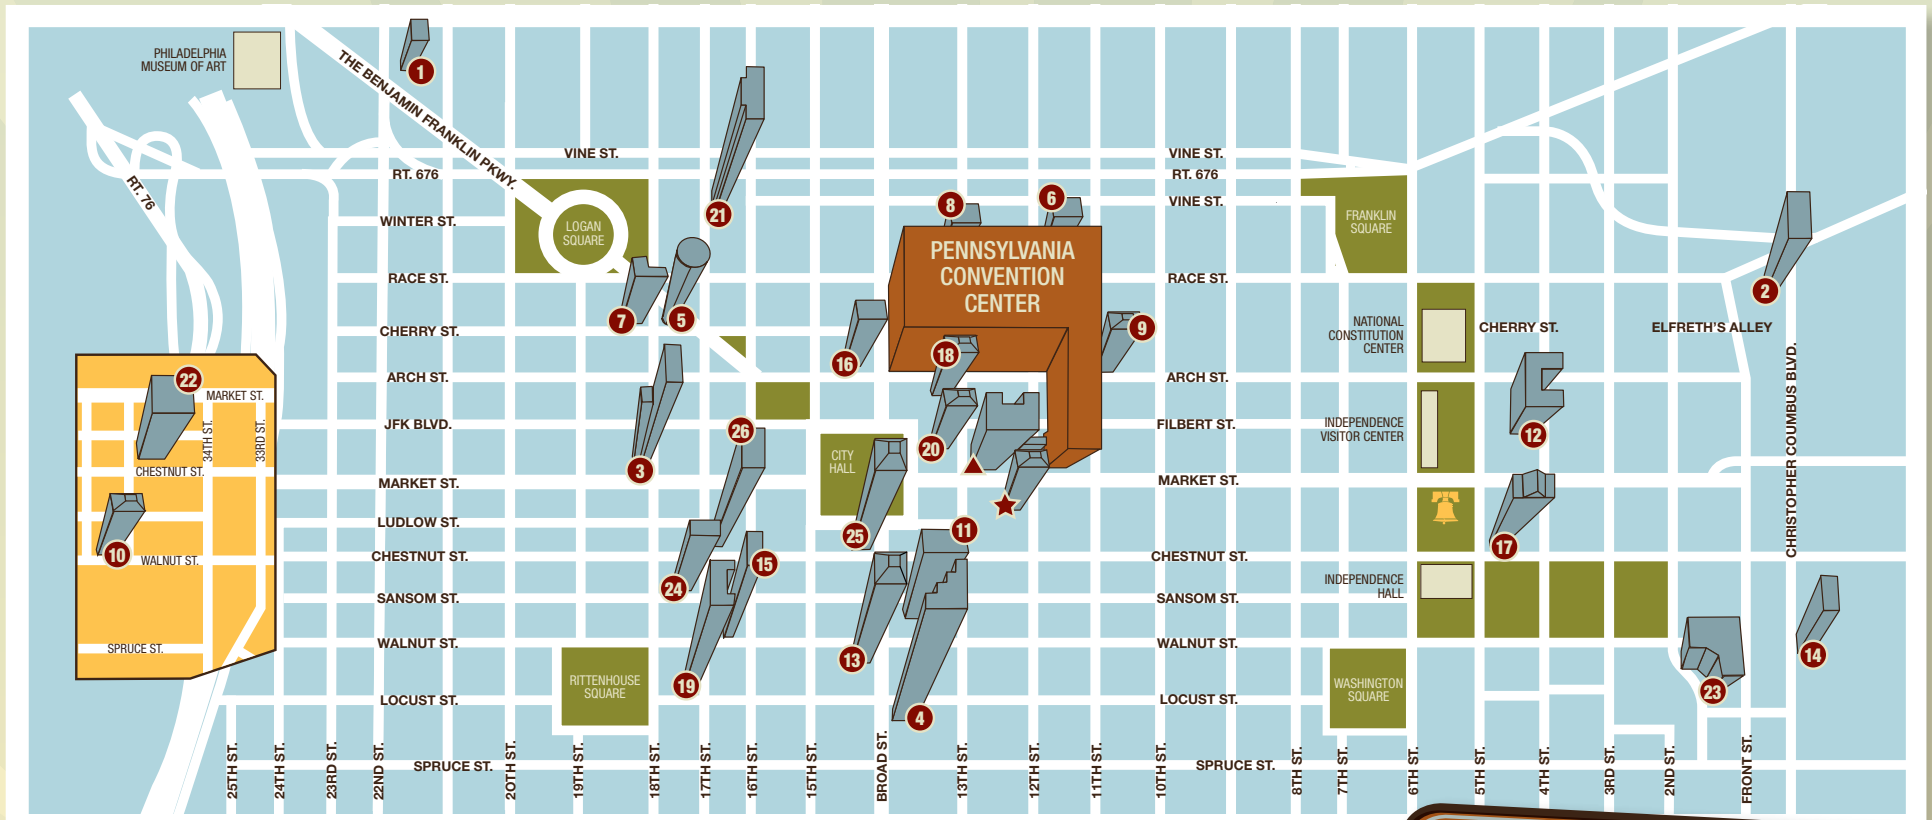 PHILADELPHIA
MUSEUM OF ART
1
THE BENJAMIN FRANKLIN PKWY.
RT. 76
VINE ST.
VINE ST.
RT. 676
RT. 676
VINE ST.
WINTER ST.
LOGAN
SQUARE
21
8
6
FRANKLIN
SQUARE
PENNSYLVANIA
CONVENTION
CENTER
RACE ST.
RACE ST.
2
7
5
CHERRY ST.
16
18
9
NATIONAL
CONSTITUTION
CENTER
CHERRY ST.
ELFRETH'S ALLEY
22
MARKET ST.
34TH ST.
33RD ST.
ARCH ST.
ARCH ST.
CHRISTOPHER COLUMBUS BLVD.
JFK BLVD.
26
FILBERT ST.
INDEPENDENCE
VISITOR CENTER
12
CITY
HALL
20
3
CHESTNUT ST.
MARKET ST.
MARKET ST.
10
WALNUT ST.
LUDLOW ST.
25
11
17
CHESTNUT ST.
CHESTNUT ST.
15
24
INDEPENDENCE
HALL
SANSOM ST.
SANSOM ST.
SPRUCE ST.
WALNUT ST.
WALNUT ST.
13
14
19
RITTENHOUSE
SQUARE
WASHINGTON
SQUARE
23
LOCUST ST.
LOCUST ST.
4
SPRUCE ST.
SPRUCE ST.
25TH ST.
24TH ST.
23RD ST.
22ND ST.
20TH ST.
19TH ST.
18TH ST.
17TH ST.
16TH ST.
15TH ST.
BROAD ST.
13TH ST.
12TH ST.
11TH ST.
10TH ST.
8TH ST.
7TH ST.
6TH ST.
5TH ST.
4TH ST.
3RD ST.
2ND ST.
FRONT ST.